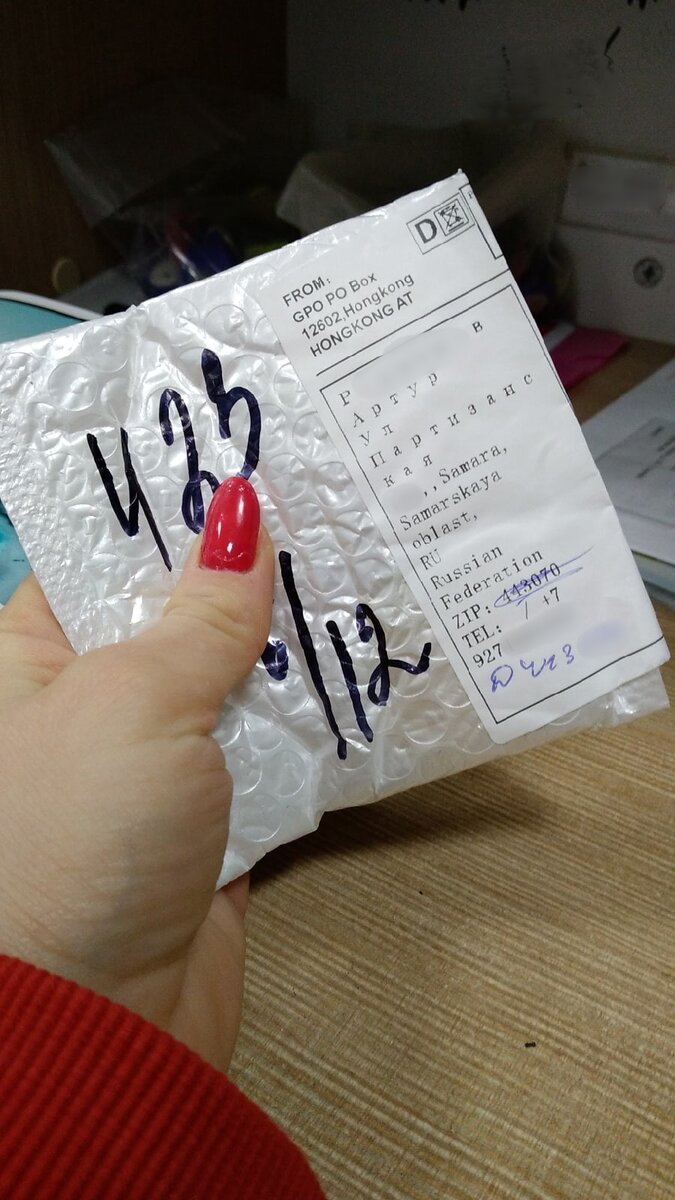 D
FROM:
GPO PO Box
12602,Hongkong
HONGKONG AT
Р в
Артур
ул
Партизанс
кая
,,Samara,
Samarskaya
oblast,
RU
Russian
Federation
ZIP: 443070
TEL: / +7
927
423
/12